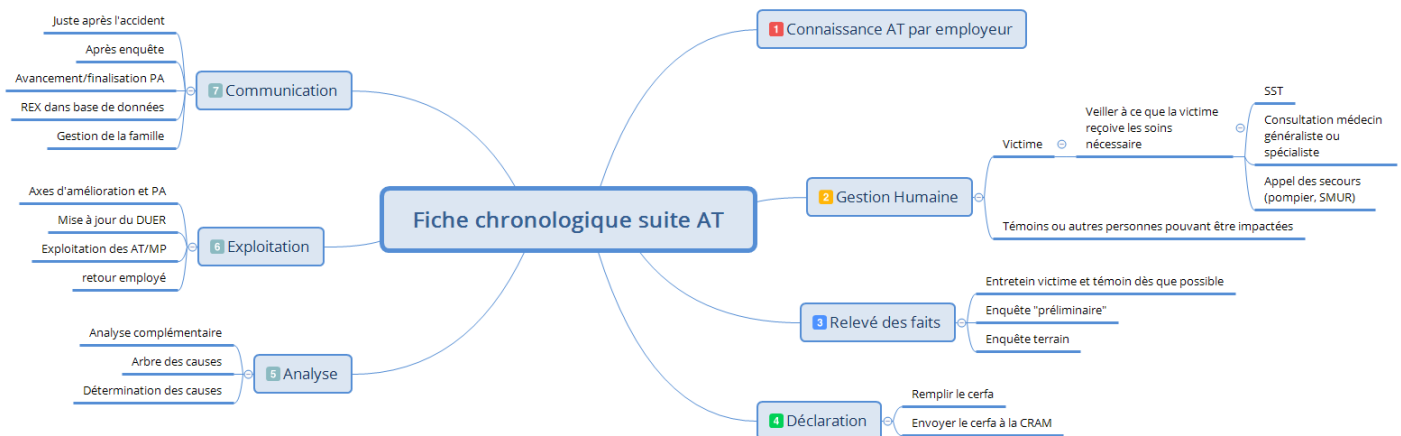 Fiche chronologique suite AT
1 Connaissance AT par employeur
2 Gestion Humaine
Victime
Veiller à ce que la victime
reçoive les soins
nécessaire
SST
Consultation médecin
généraliste ou
spécialiste
Appel des secours
(pompier, SMUR)
Témoins ou autres personnes pouvant être impactées
3 Relevé des faits
Entretein victime et témoin dès que possible
Enquête "préliminaire"
Enquête terrain
4 Déclaration
Remplir le cerfa
Envoyer le cerfa à la CRAM
5 Analyse
Analyse complémentaire
Arbre des causes
Détermination des causes
6 Exploitation
Axes d'amélioration et PA
Mise à jour du DUER
Exploitation des AT/MP
retour employé
7 Communication
Juste après l'accident
Après enquête
Avancement/finalisation PA
REX dans base de données
Gestion de la famille